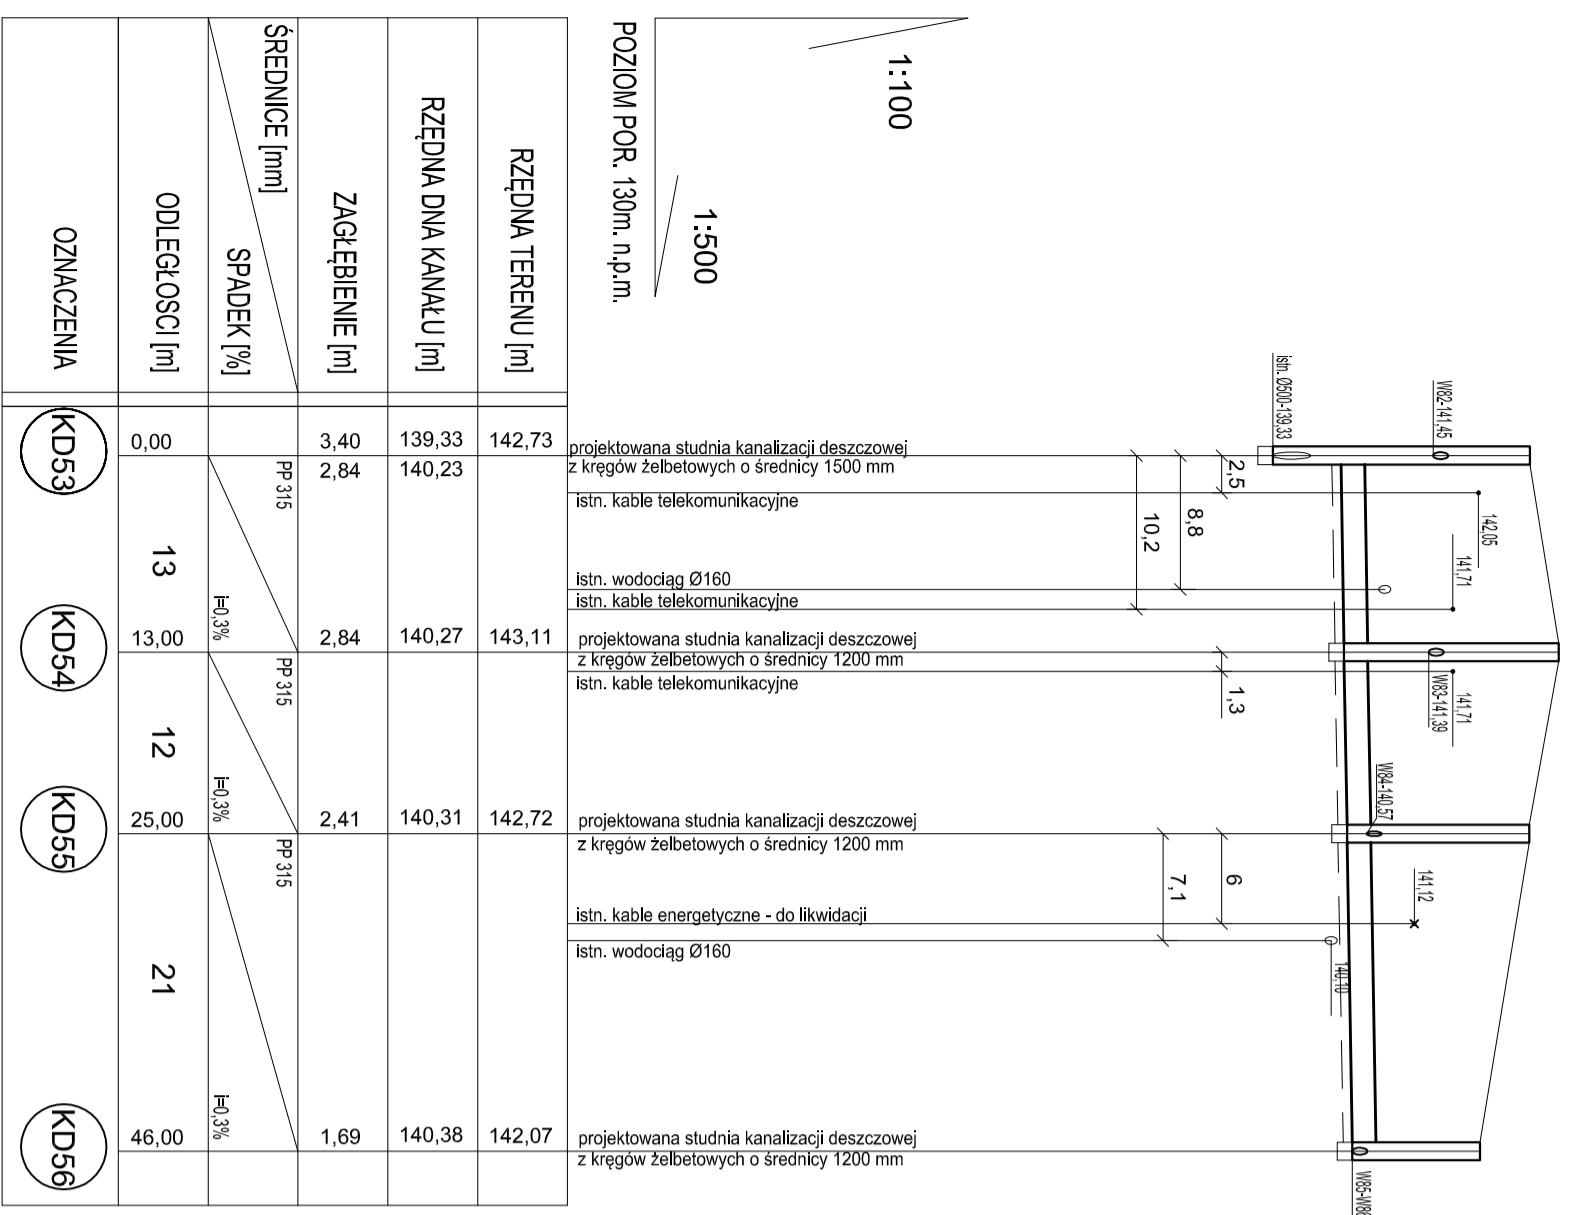 1:100
1:500
POZIOM POR. 130m. n.p.m.
istn. Ø500-139,33
W82-141,45
142,05
141,71
W83-141,39
141,71
W84-140,57
141,12
140,10
2,5
8,8
10,2
1,3
6
7,1
projektowana studnia kanalizacji deszczowej
z kręgów żelbetowych o średnicy 1500 mm
istn. kable telekomunikacyjne
istn. wodociąg Ø160
istn. kable telekomunikacyjne
projektowana studnia kanalizacji deszczowej
z kręgów żelbetowych o średnicy 1200 mm
istn. kable telekomunikacyjne
projektowana studnia kanalizacji deszczowej
z kręgów żelbetowych o średnicy 1200 mm
istn. kable energetyczne - do likwidacji
istn. wodociąg Ø160
projektowana studnia kanalizacji deszczowej
z kręgów żelbetowych o średnicy 1200 mm
RZĘDNA TERENU [m]
142,73
143,11
142,72
142,07
RZĘDNA DNA KANAŁU [m]
139,33
140,23
140,27
140,31
140,38
ZAGŁĘBIENIE [m]
3,40
2,84
2,84
2,41
1,69
ŚREDNICE [mm]
SPADEK [%]
PP 315
i=0,3%
PP 315
i=0,3%
PP 315
i=0,3%
ODLEGŁOSCI [m]
0,00
13
13,00
12
25,00
21
46,00
OZNACZENIA
KD53
KD54
KD55
KD56